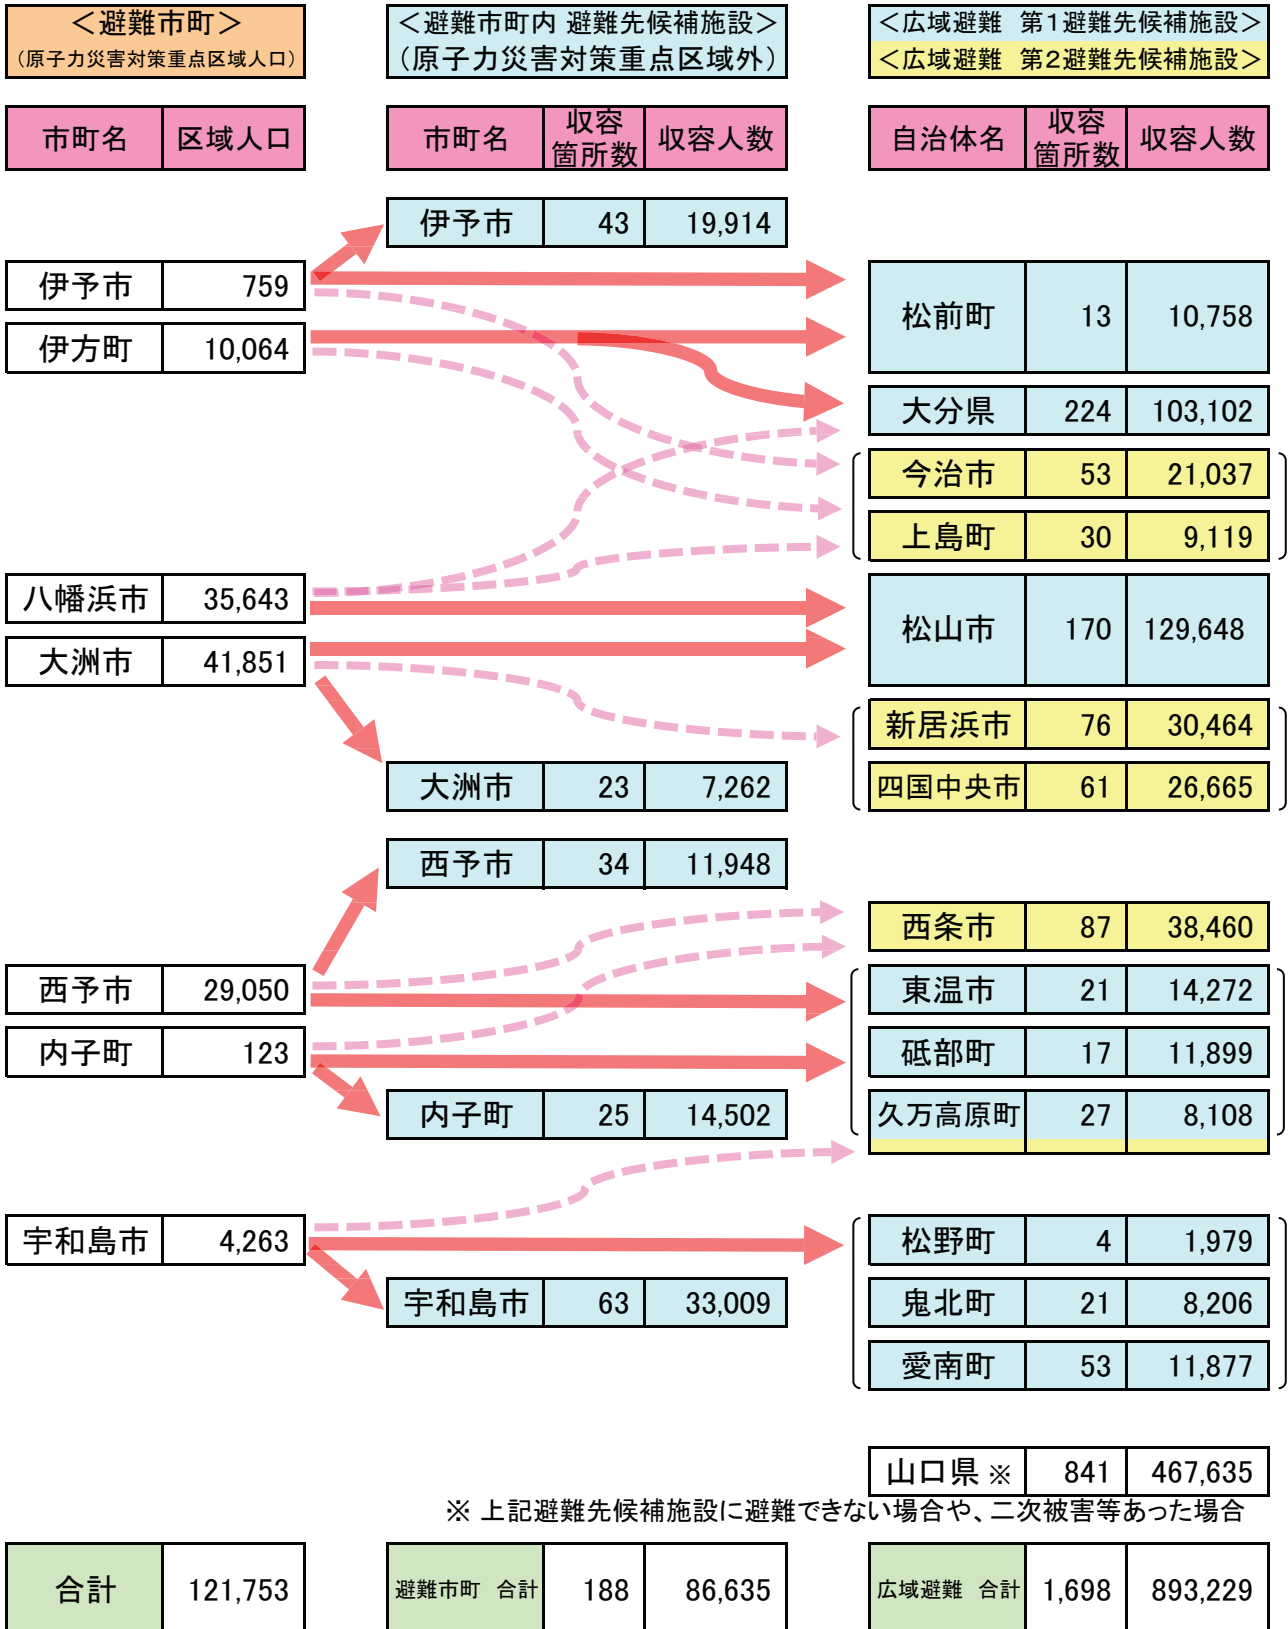 ＜避難市町＞
（原子力災害対策重点区域人口）
＜避難市町内 避難先候補施設＞
（原子力災害対策重点区域外）
＜広域避難　第１避難先候補施設＞
＜広域避難　第２避難先候補施設＞
市町名 区域人口
市町名 収容箇所数 収容人数
自治体名 収容箇所数 収容人数
伊予市 43 19,914
伊予市 759
伊方町 10,064
松前町 13 10,758
大分県 224 103,102
今治市 53 21,037
上島町 30 9,119
八幡浜市 35,643
大洲市 41,851
松山市 170 129,648
新居浜市 76 30,464
大洲市 23 7,262
四国中央市 61 26,665
西予市 34 11,948
西条市 87 38,460
西予市 29,050
東温市 21 14,272
内子町 123
砥部町 17 11,899
内子町 25 14,502
久万高原町 27 8,108
宇和島市 4,263
松野町 4 1,979
宇和島市 63 33,009
鬼北町 21 8,206
愛南町 53 11,877
山口県 ※ 841 467,635
※ 上記避難先候補施設に避難できない場合や、二次被害等あった場合
合計 121,753
避難市町　合計 188 86,635
広域避難　合計 1,698 893,229